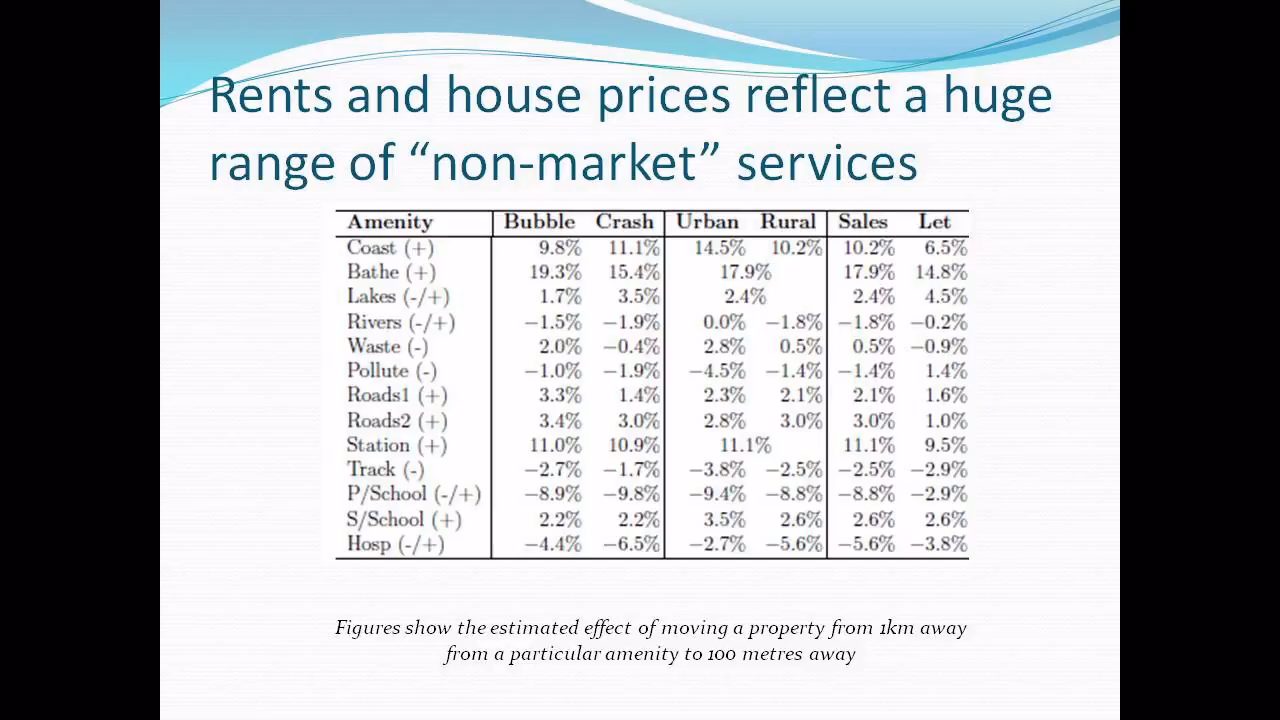 Rents and house prices reflect a huge
range of “non-market” services
Amenity Bubble Crash Urban Rural Sales Let
Coast (+) 9.8% 11.1% 14.5% 10.2% 10.2% 6.5%
Bathe (+) 19.3% 15.4% 17.9% 17.9% 14.8%
Lakes (-/+) 1.7% 3.5% 2.4% 2.4% 4.5%
Rivers (-/+) −1.5% −1.9% 0.0% −1.8% −1.8% −0.2%
Waste (-) 2.0% −0.4% 2.8% 0.5% 0.5% −0.9%
Pollute (-) −1.0% −1.9% −4.5% −1.4% −1.4% 1.4%
Roads1 (+) 3.3% 1.4% 2.3% 2.1% 2.1% 1.6%
Roads2 (+) 3.4% 3.0% 2.8% 3.0% 3.0% 1.0%
Station (+) 11.0% 10.9% 11.1% 11.1% 9.5%
Track (-) −2.7% −1.7% −3.8% −2.5% −2.5% −2.9%
P/School (-/+) −8.9% −9.8% −9.4% −8.8% −8.8% −2.9%
S/School (+) 2.2% 2.2% 3.5% 2.6% 2.6% 2.6%
Hosp (-/+) −4.4% −6.5% −2.7% −5.6% −5.6% −3.8%
Figures show the estimated effect of moving a property from 1km away
from a particular amenity to 100 metres away